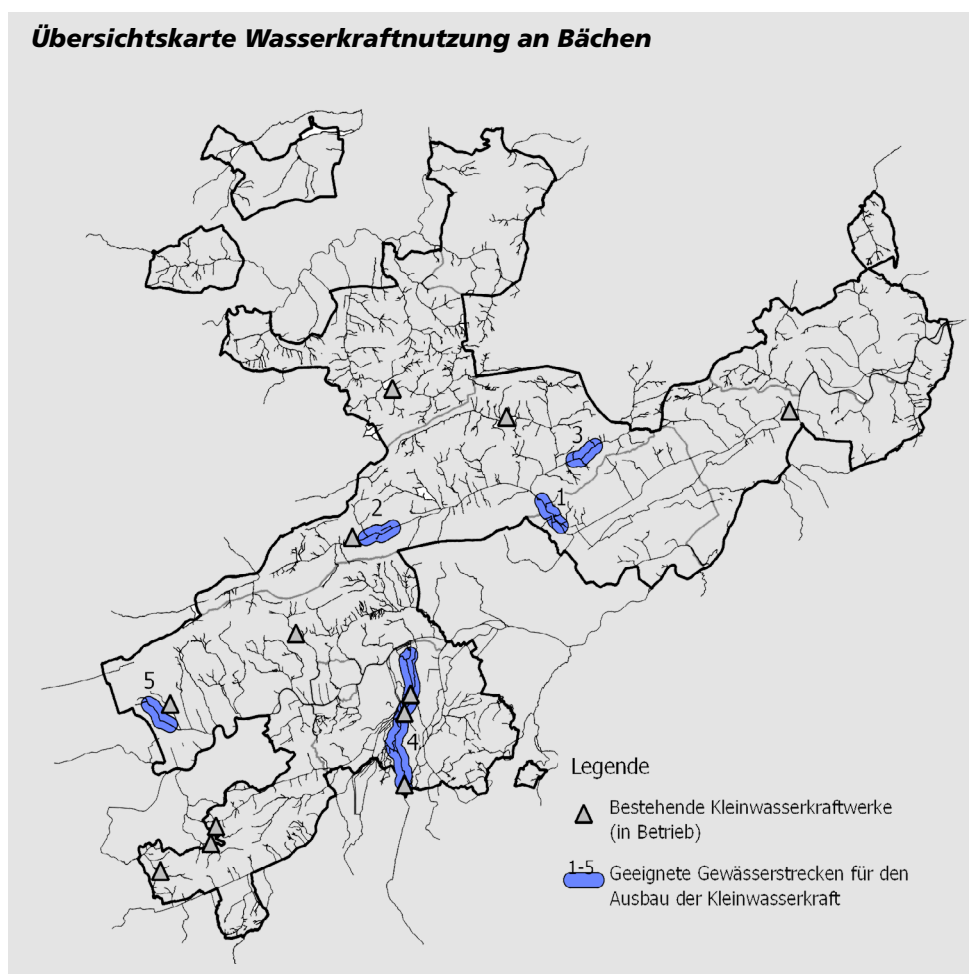 Übersichtskarte Wasserkraftnutzung an Bächen
3
1
2
5
4
Legende
Bestehende Kleinwasserkraftwerke
(in Betrieb)
1-5
Geeignete Gewässerstrecken für den
Ausbau der Kleinwasserkraft